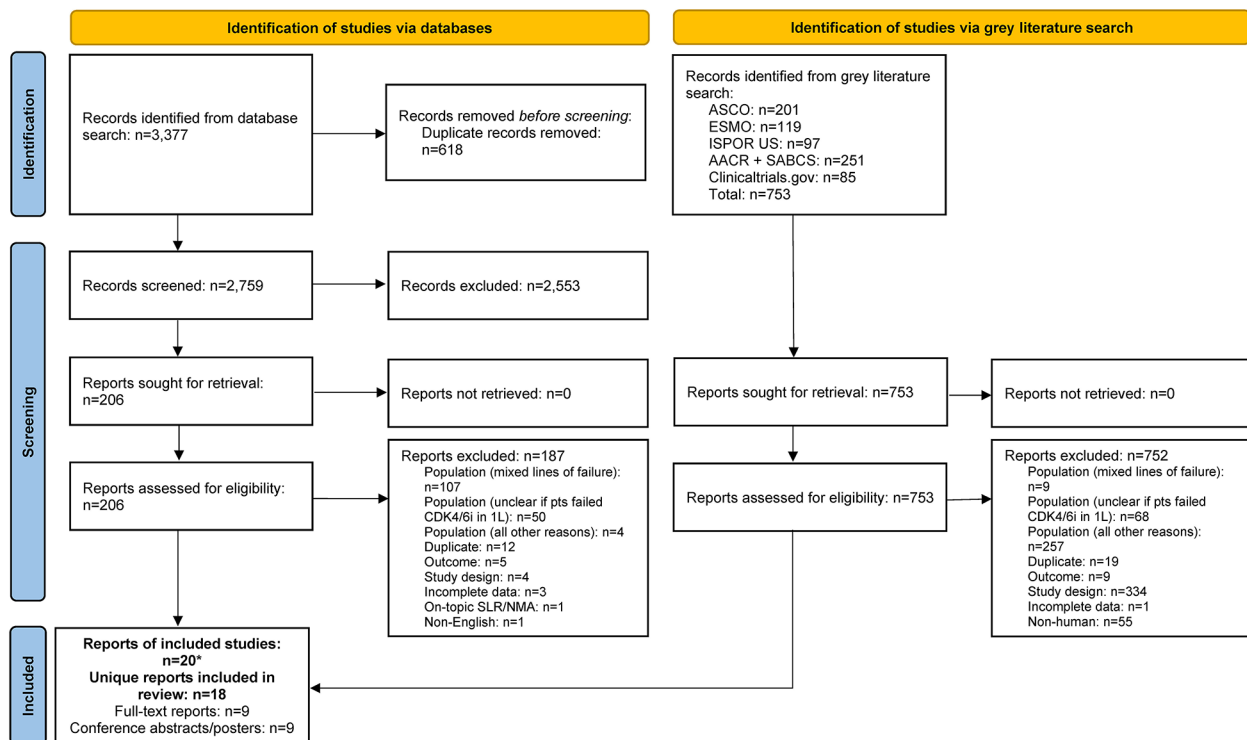 Identification of studies via databases
Identification of studies via grey literature search
Identification
Records identified from database
search: n=3,377
Records removed before screening:
Duplicate records removed:
n=618
Records identified from grey literature
search:
ASCO: n=201
ESMO: n=119
ISPOR US: n=97
AACR + SABCS: n=251
Clinicaltrials.gov: n=85
Total: n=753
Screening
Records screened: n=2,759
Records excluded: n=2,553
Reports sought for retrieval:
n=206
Reports not retrieved: n=0
Reports sought for retrieval: n=753
Reports not retrieved: n=0
Reports assessed for eligibility:
n=206
Reports excluded: n=187
Population (mixed lines of failure):
n=107
Population (unclear if pts failed
CDK4/6i in 1L): n=50
Population (all other reasons): n=4
Duplicate: n=12
Outcome: n=5
Study design: n=4
Incomplete data: n=3
On-topic SLR/NMA: n=1
Non-English: n=1
Reports assessed for eligibility: n=753
Reports excluded: n=752
Population (mixed lines of failure):
n=9
Population (unclear if pts failed
CDK4/6i in 1L): n=68
Population (all other reasons):
n=257
Duplicate: n=19
Outcome: n=9
Study design: n=334
Incomplete data: n=1
Non-human: n=55
Included
Reports of included studies:
n=20*
Unique reports included in
review: n=18
Full-text reports: n=9
Conference abstracts/posters: n=9